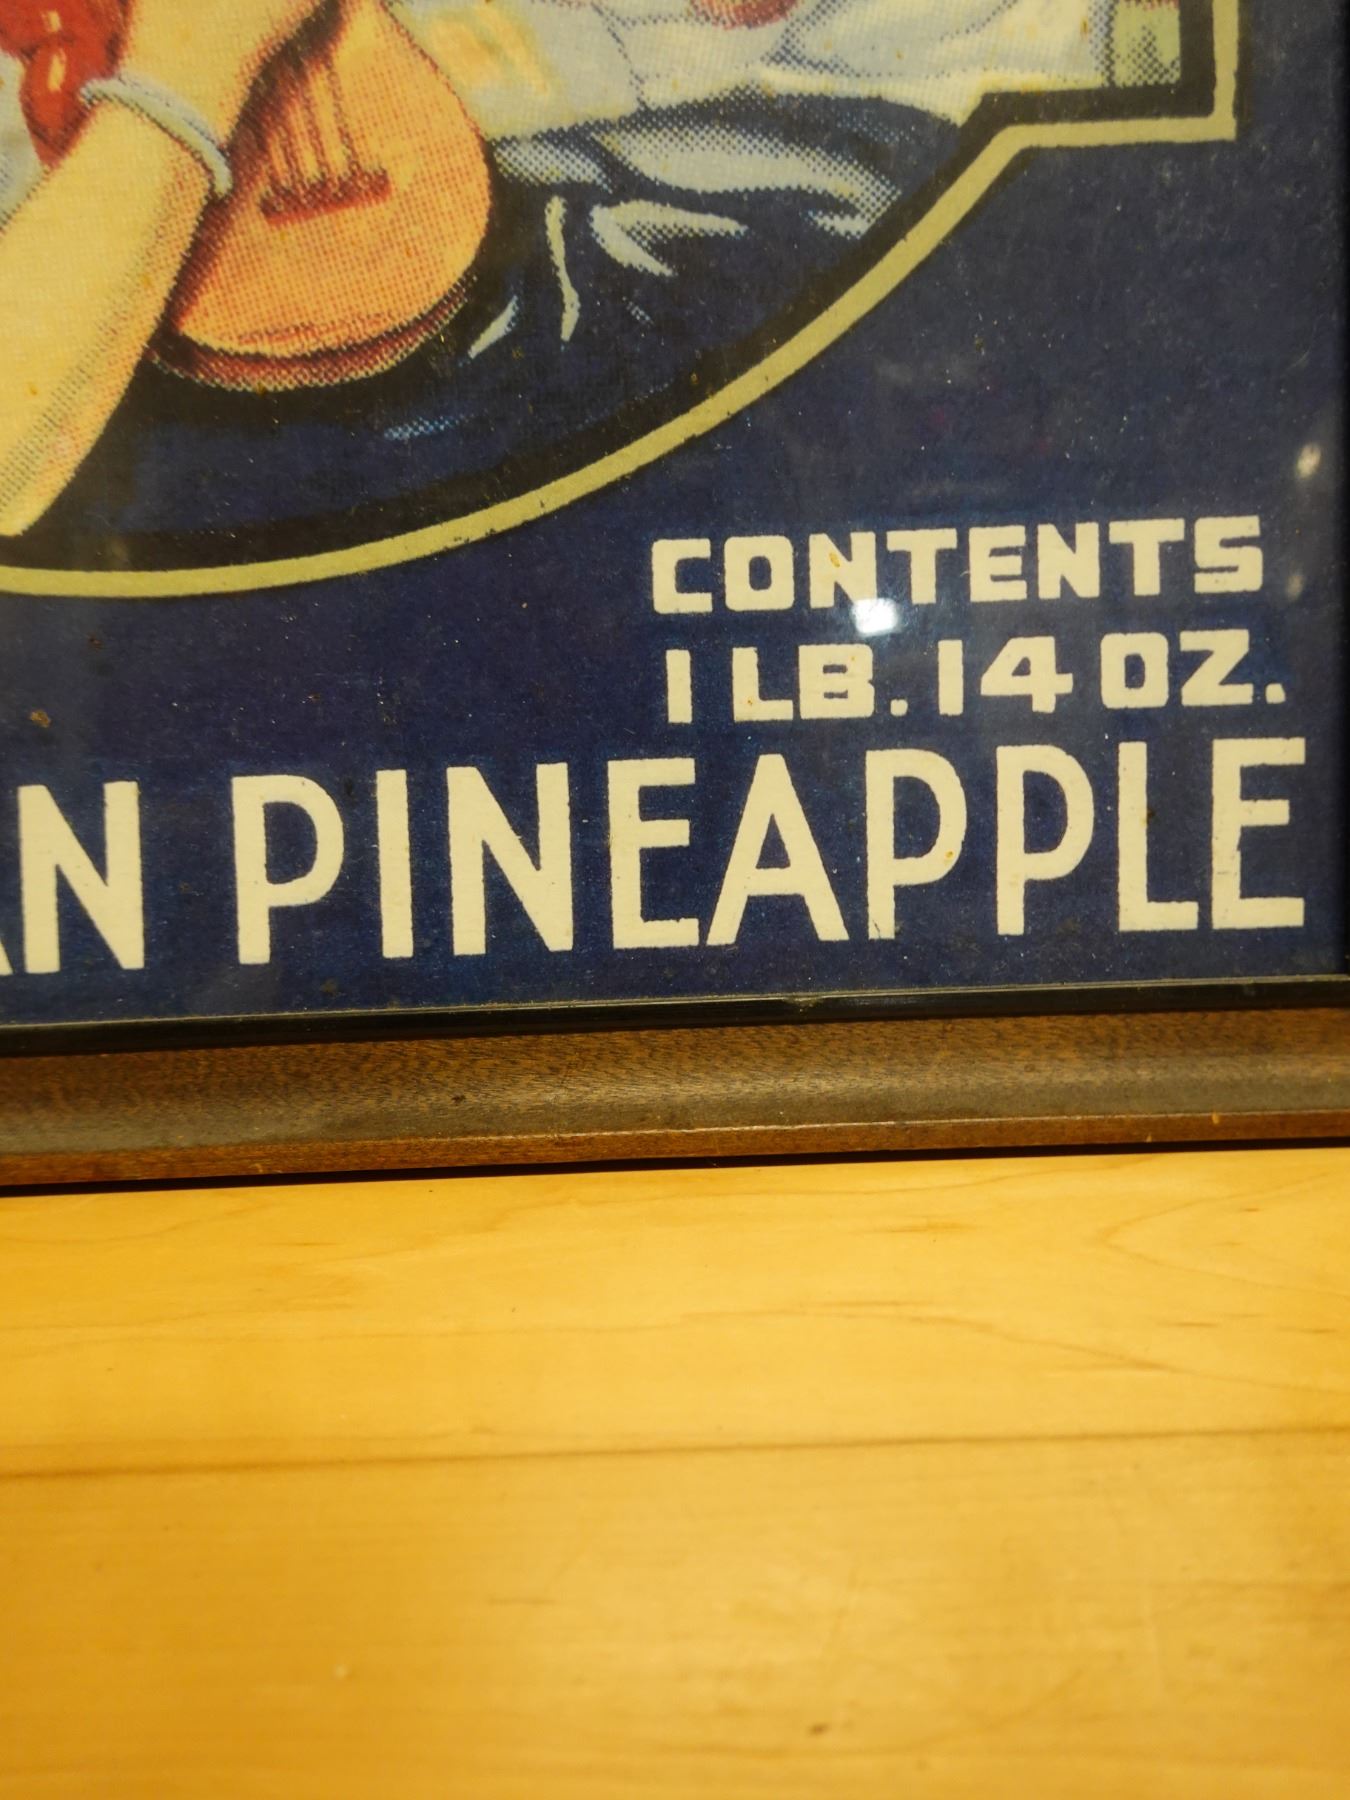 CONTENTS
1 LB. 14 OZ.
AN PINEAPPLE